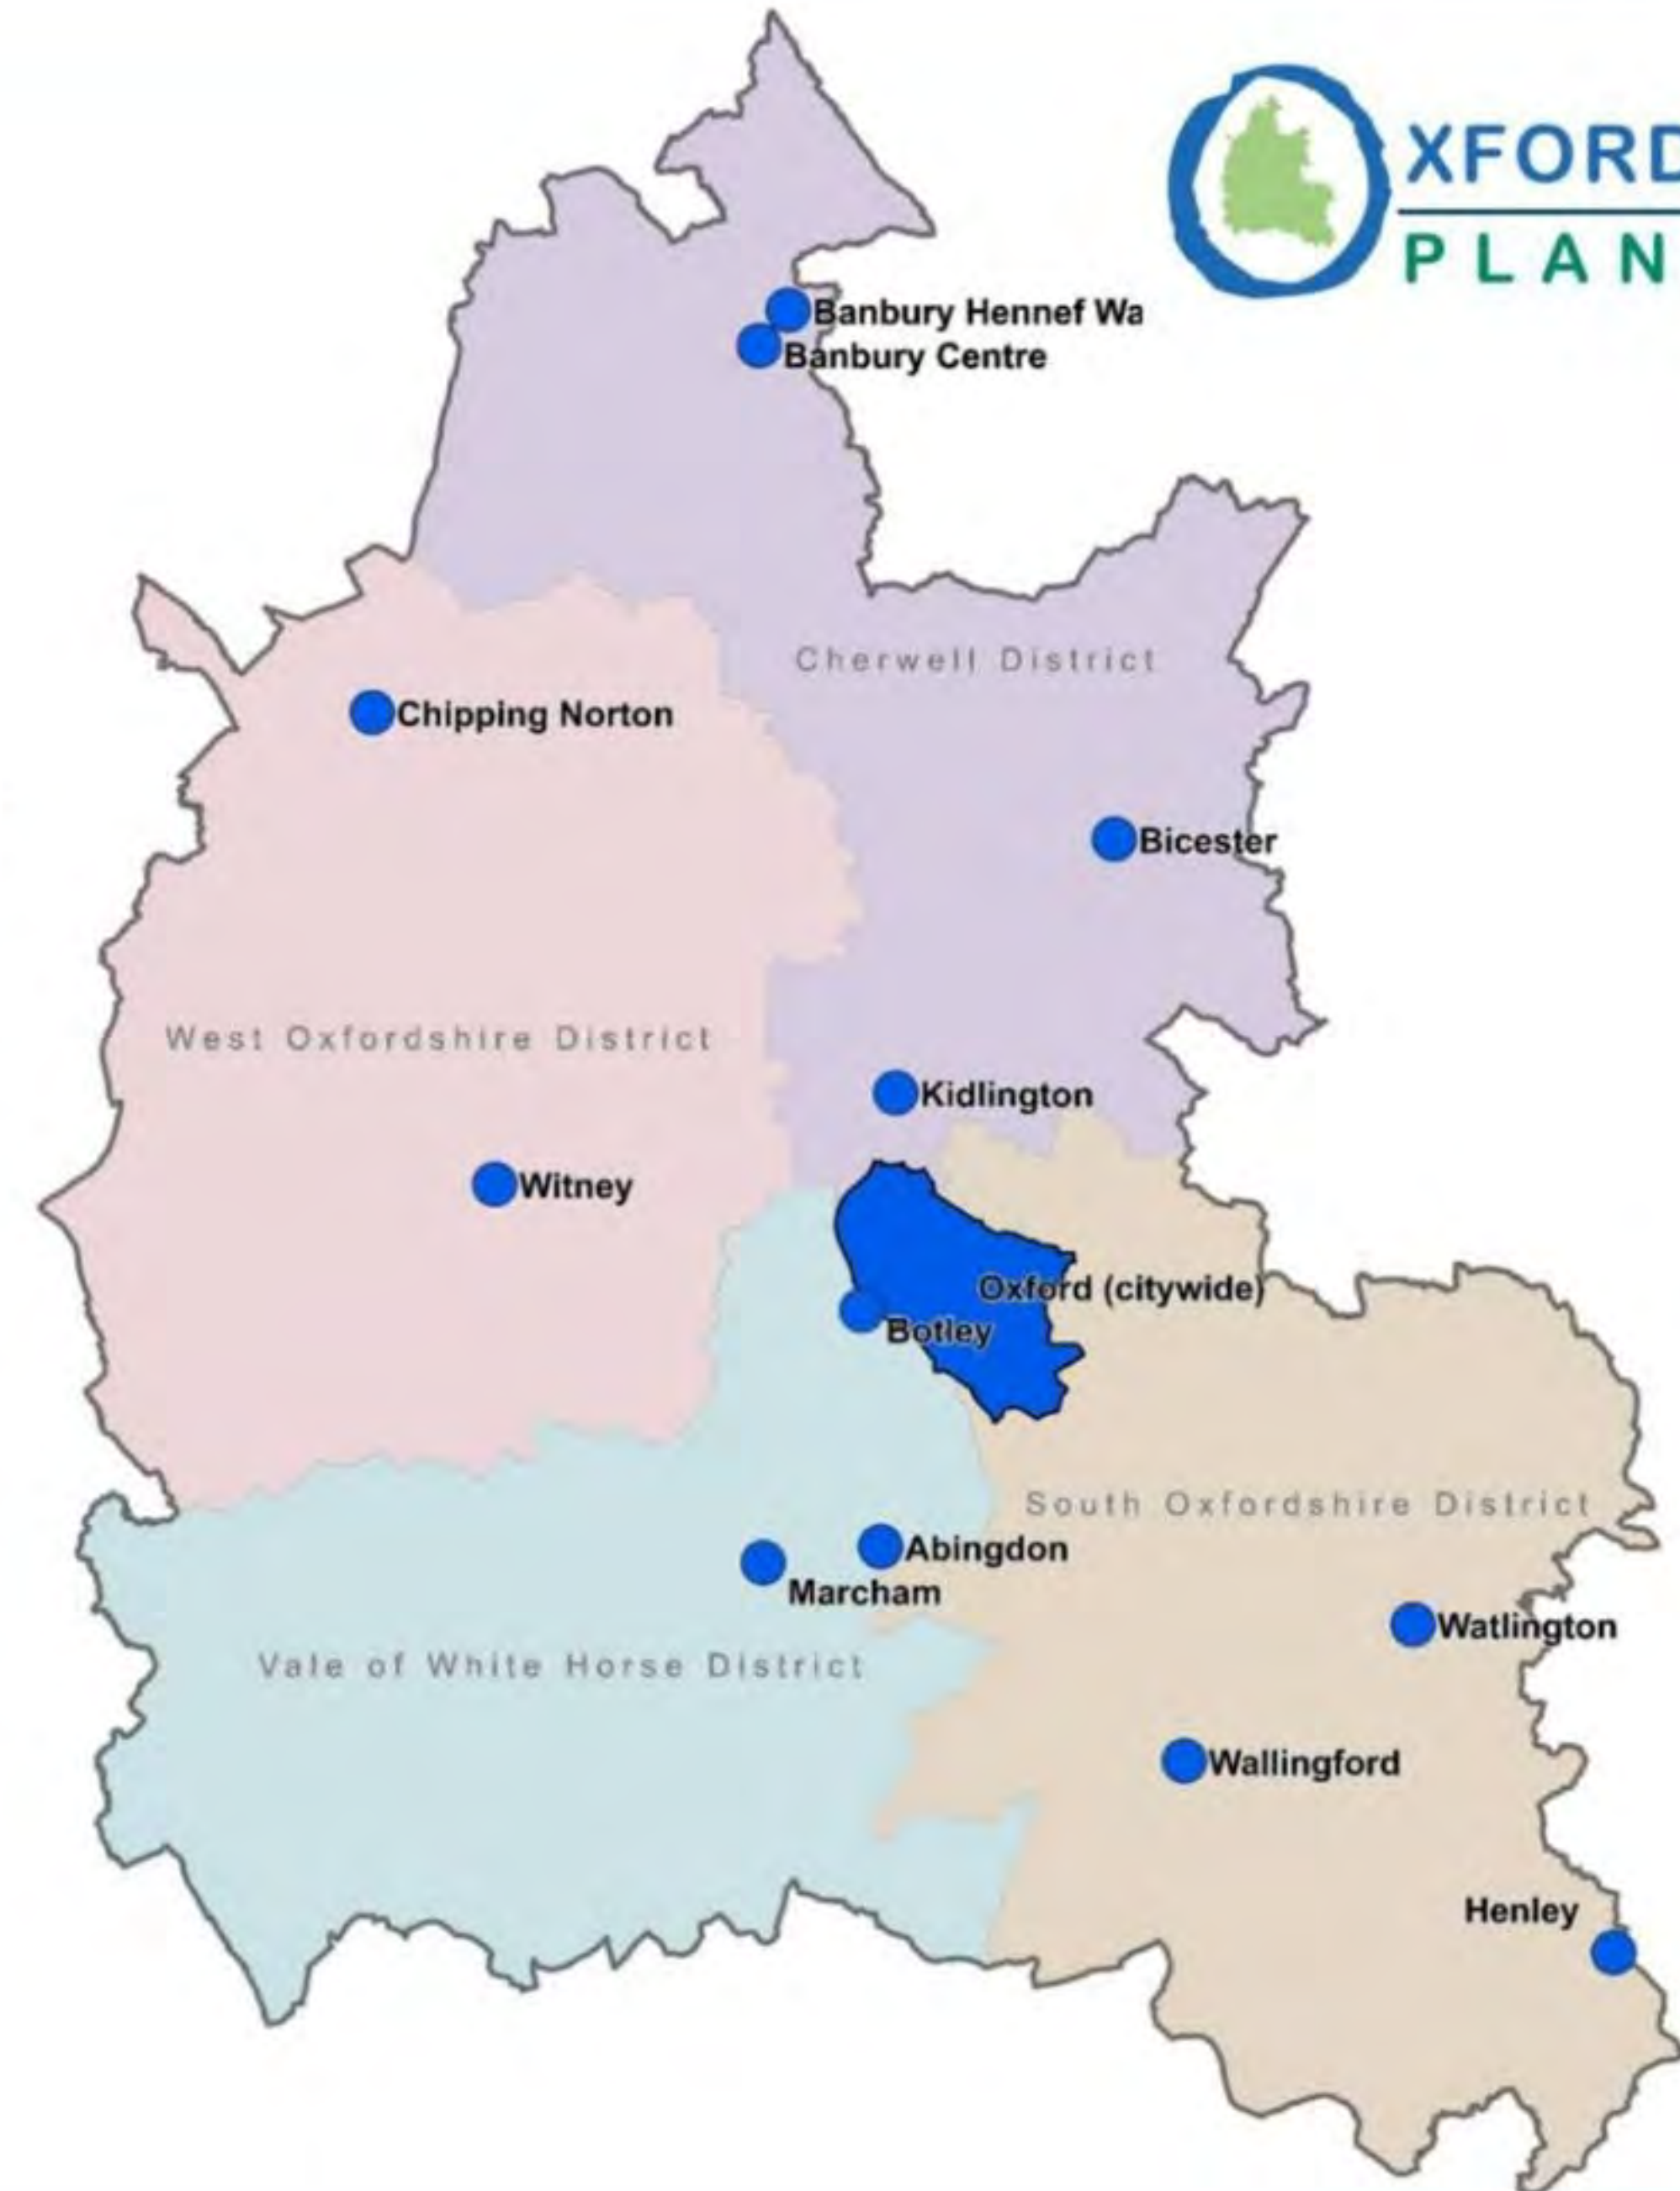 XFORD
PLAN
Banbury Hennef Wa
Banbury Centre
Cherwell District
Chipping Norton
Bicester
West Oxfordshire District
Kidlington
Witney
Oxford (citywide)
Botley
South Oxfordshire District
Abingdon
Marcham
Watlington
Vale of White Horse District
Wallingford
Henley